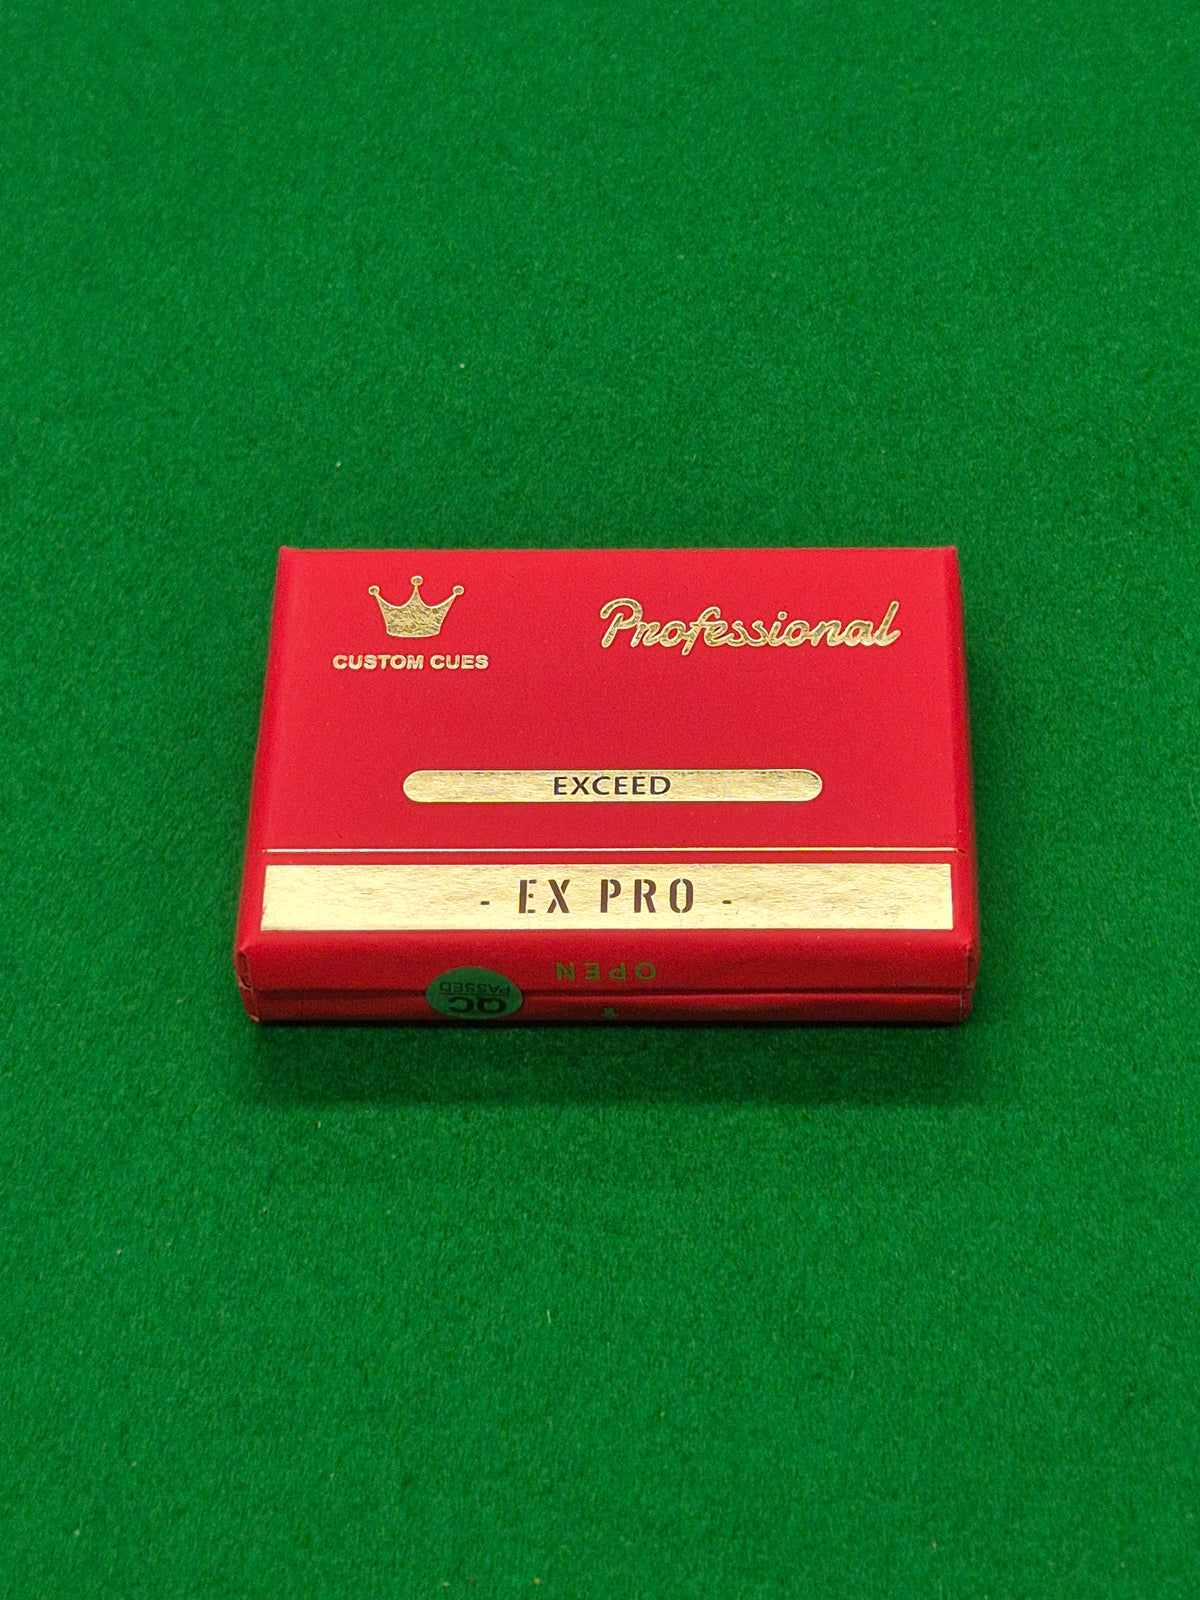 CUSTOM CUES
Professional
EXCEED
- EX PRO -
OPEN
QC
PASSED